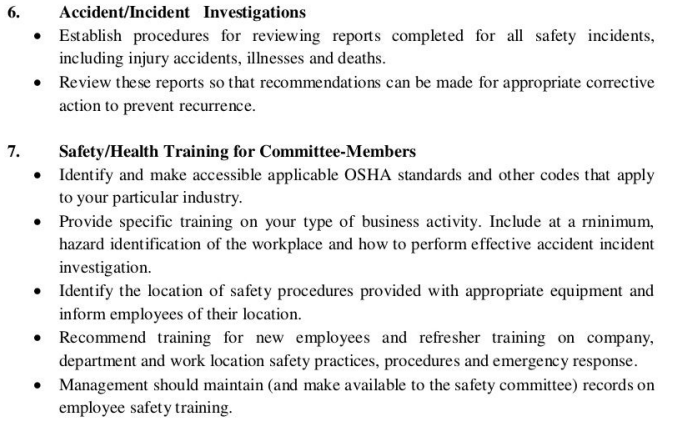 6. Accident/Incident Investigations
• Establish procedures for reviewing reports completed for all safety incidents,
including injury accidents, illnesses and deaths.
• Review these reports so that recommendations can be made for appropriate corrective
action to prevent recurrence.
7. Safety/Health Training for Committee-Members
• Identify and make accessible applicable OSHA standards and other codes that apply
to your particular industry.
• Provide specific training on your type of business activity. Include at a rninimum,
hazard identification of the workplace and how to perform effective accident incident
investigation.
• Identify the location of safety procedures provided with appropriate equipment and
inform employees of their location.
• Recommend training for new employees and refresher training on company,
department and work location safety practices, procedures and emergency response.
• Management should maintain (and make available to the safety committee) records on
employee safety training.